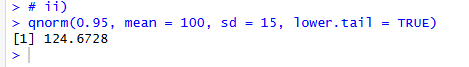 > # ii)
> qnorm(0.95, mean = 100, sd = 15, lower.tail = TRUE)
[1] 124.6728
>